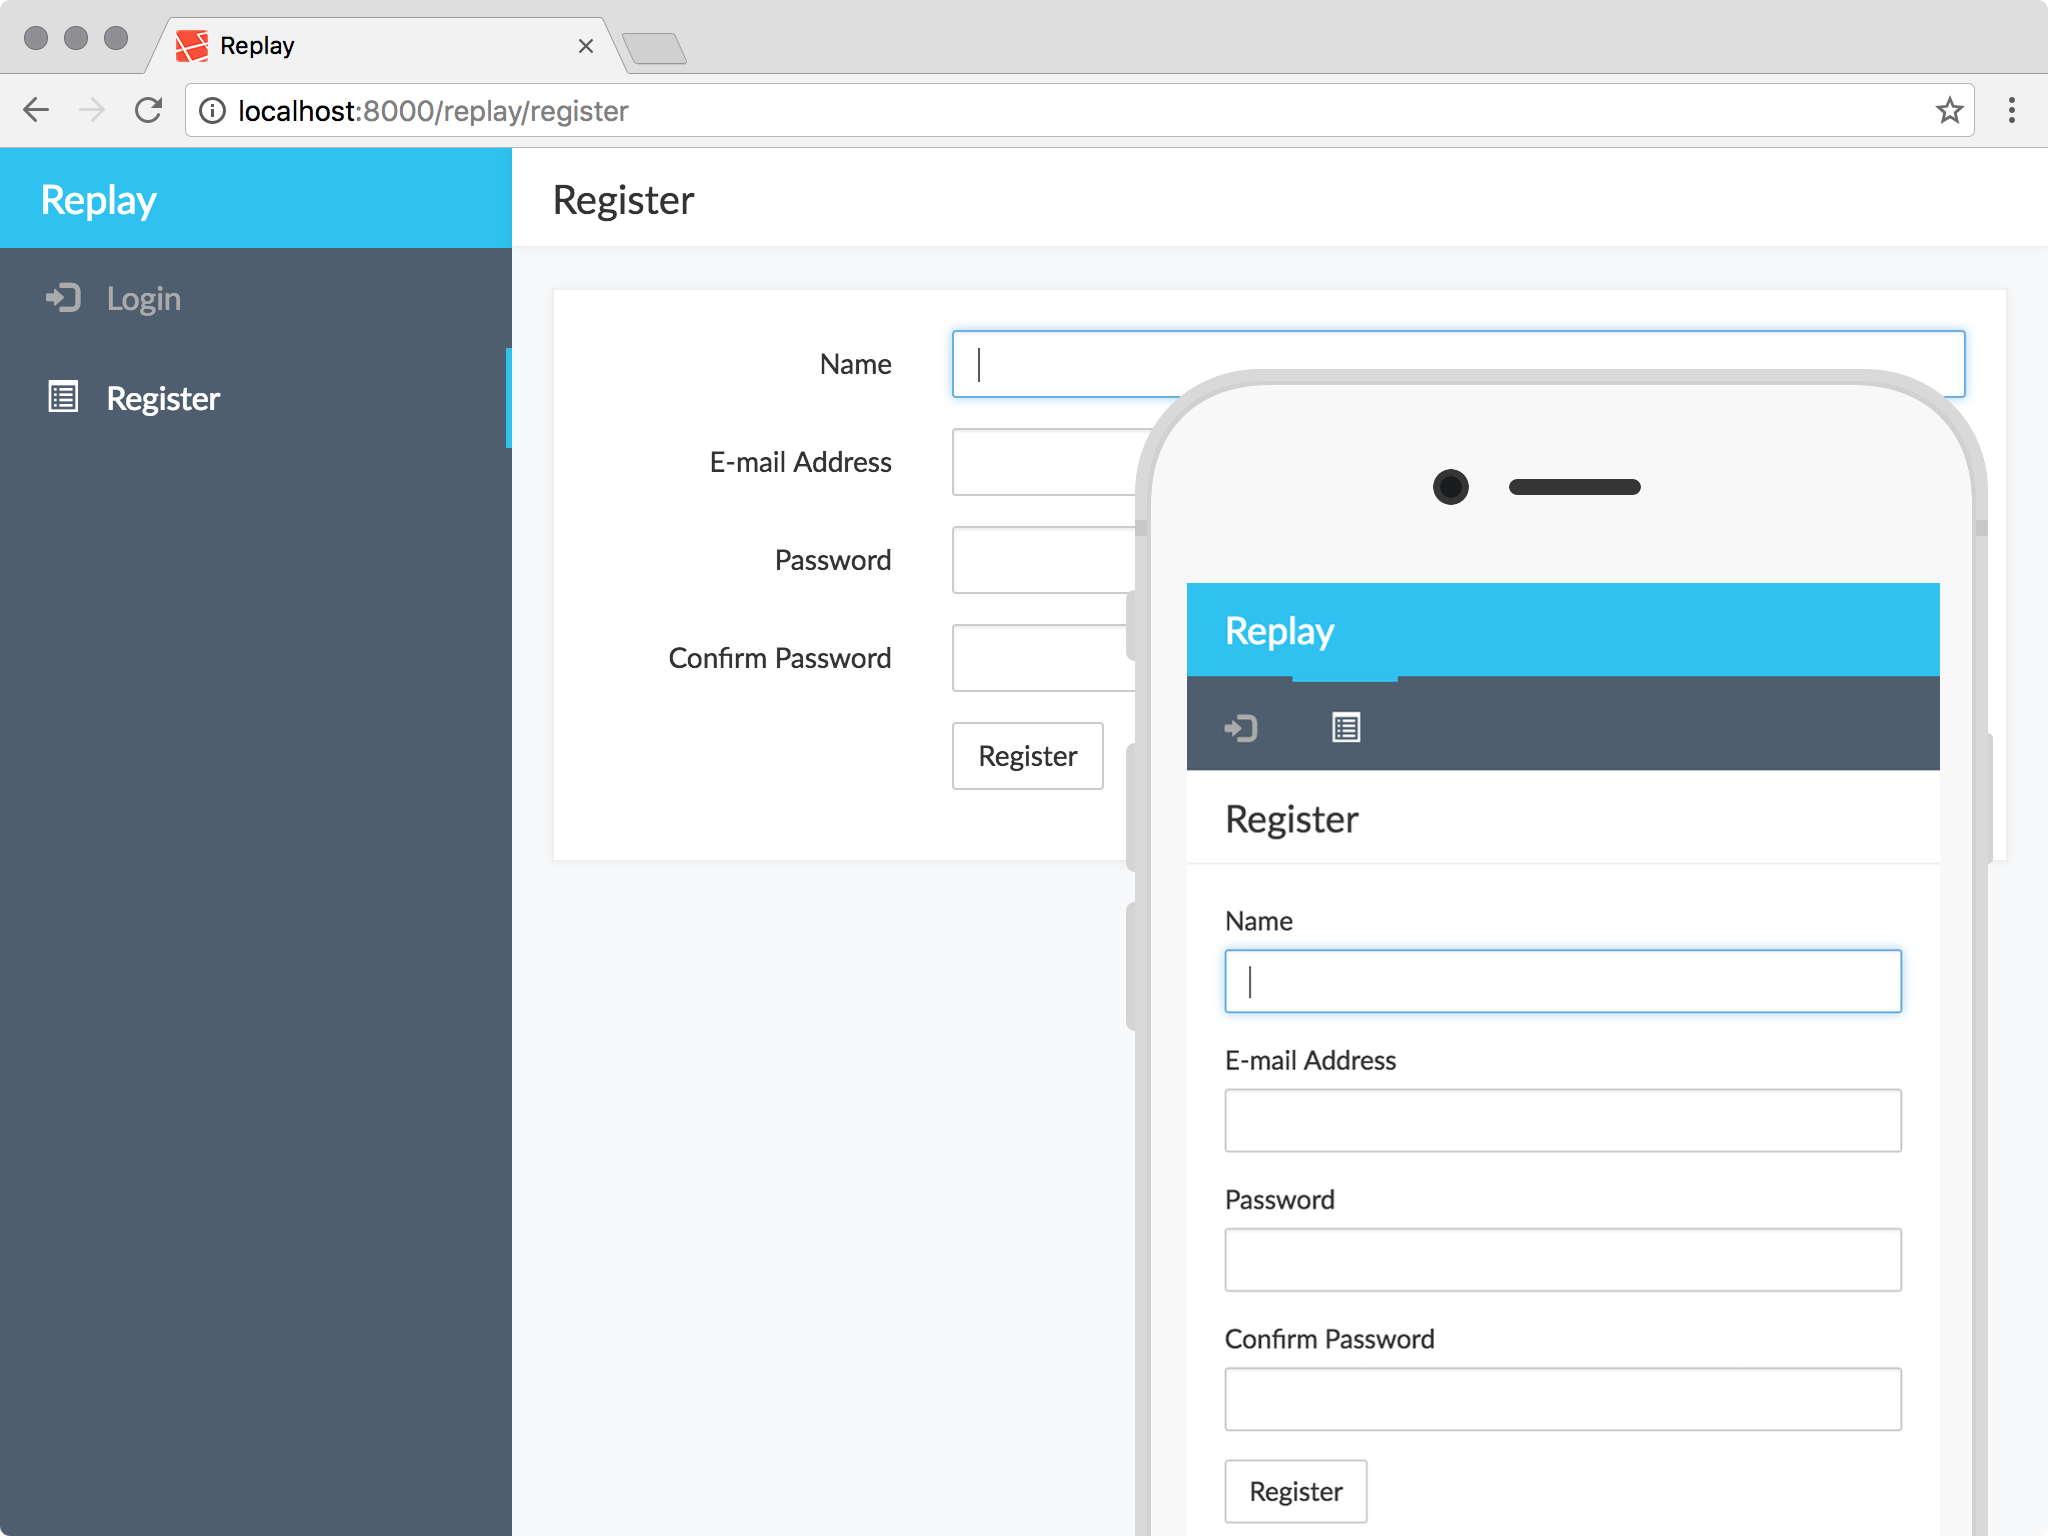 Replay
localhost:8000/replay/register
Replay
Login
Register
Register
Name
E-mail Address
Password
Confirm Password
Register
Replay
Register
Name
E-mail Address
Password
Confirm Password
Register